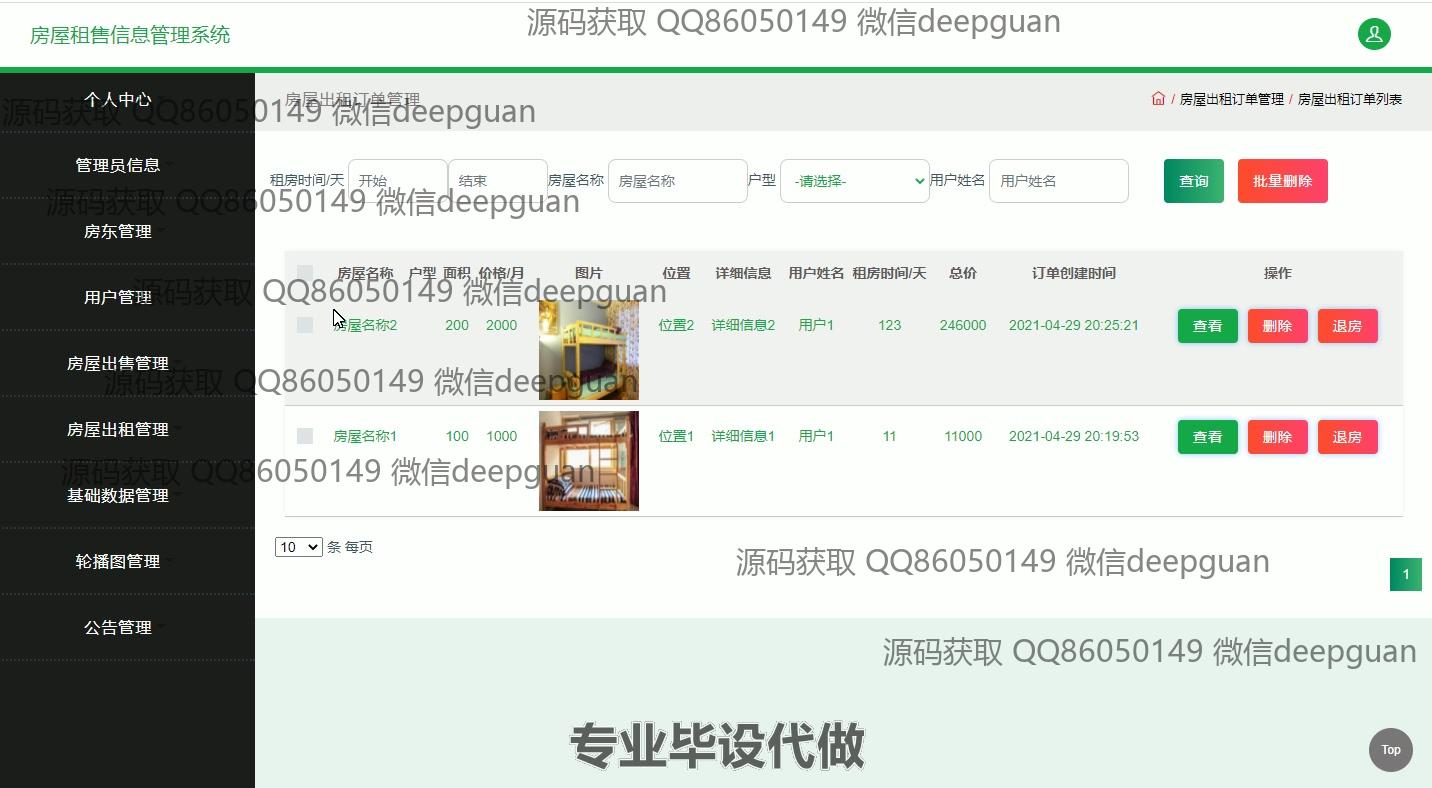 源码获取 QQ86050149 微信deepguan
房屋租售信息管理系统
个人中心
管理员信息
房东管理
用户管理
房屋出售管理
房屋出租管理
基础数据管理
轮播图管理
公告管理
房屋出租订单管理
/ 房屋出租订单管理 / 房屋出租订单列表
源码获取 QQ86050149 微信deepguan
租房时间/天 开始 结束 房屋名称 房屋名称 户型 -请选择- 用户姓名 用户姓名 查询 批量删除
源码获取 QQ86050149 微信deepguan
房屋名称 户型 面积 价格/月 图片 位置 详细信息 用户姓名 租房时间/天 总价 订单创建时间 操作
源码获取 QQ86050149 微信deepguan
房屋名称2 200 2000 位置2 详细信息2 用户1 123 246000 2021-04-29 20:25:21 查看 删除 退房
源码获取 QQ86050149 微信deepguan
房屋名称1 100 1000 位置1 详细信息1 用户1 11 11000 2021-04-29 20:19:53 查看 删除 退房
源码获取 QQ86050149 微信deepguan
10 条 每页
源码获取 QQ86050149 微信deepguan
1
源码获取 QQ86050149 微信deepguan
专业毕设代做
Top